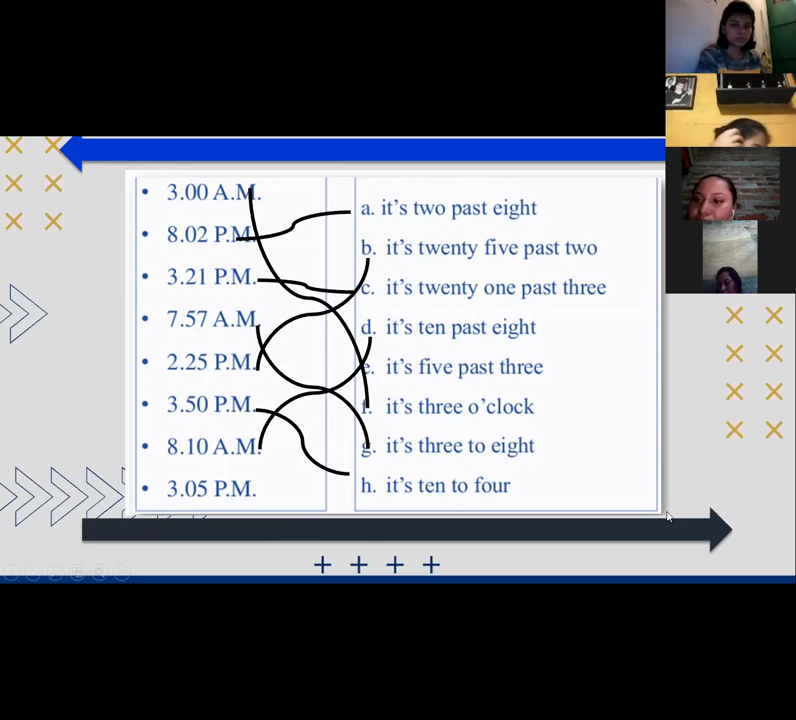 • 3.00 A.M.
• 8.02 P.M.
• 3.21 P.M.
• 7.57 A.M.
• 2.25 P.M.
• 3.50 P.M.
• 8.10 A.M.
• 3.05 P.M.
a. it's two past eight
b. it's twenty five past two
c. it's twenty one past three
d. it's ten past eight
e. it's five past three
f. it's three o'clock
g. it's three to eight
h. it's ten to four